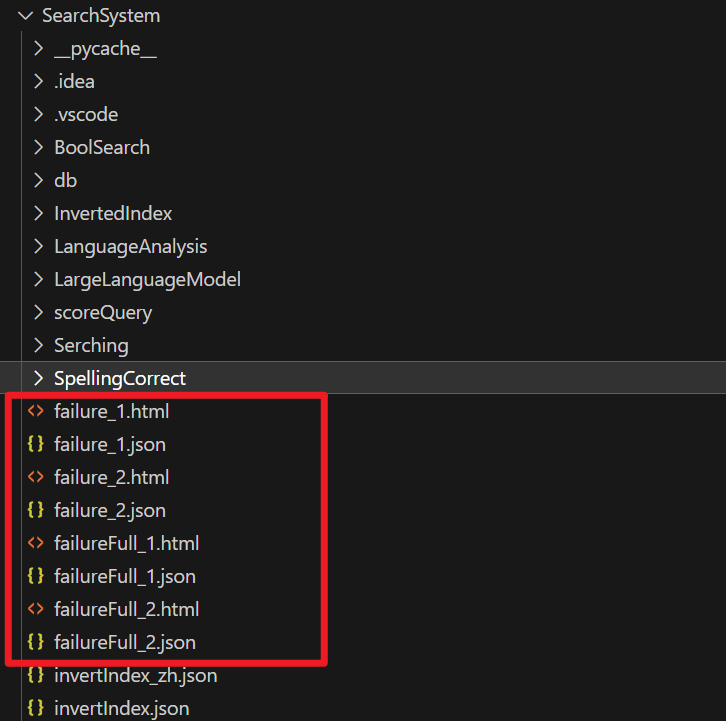 SearchSystem
__pycache__
.idea
.vscode
BoolSearch
db
InvertedIndex
LanguageAnalysis
LargeLanguageModel
scoreQuery
Serching
SpellingCorrect
failure_1.html
failure_1.json
failure_2.html
failure_2.json
failureFull_1.html
failureFull_1.json
failureFull_2.html
failureFull_2.json
invertIndex_zh.json
invertIndex.json